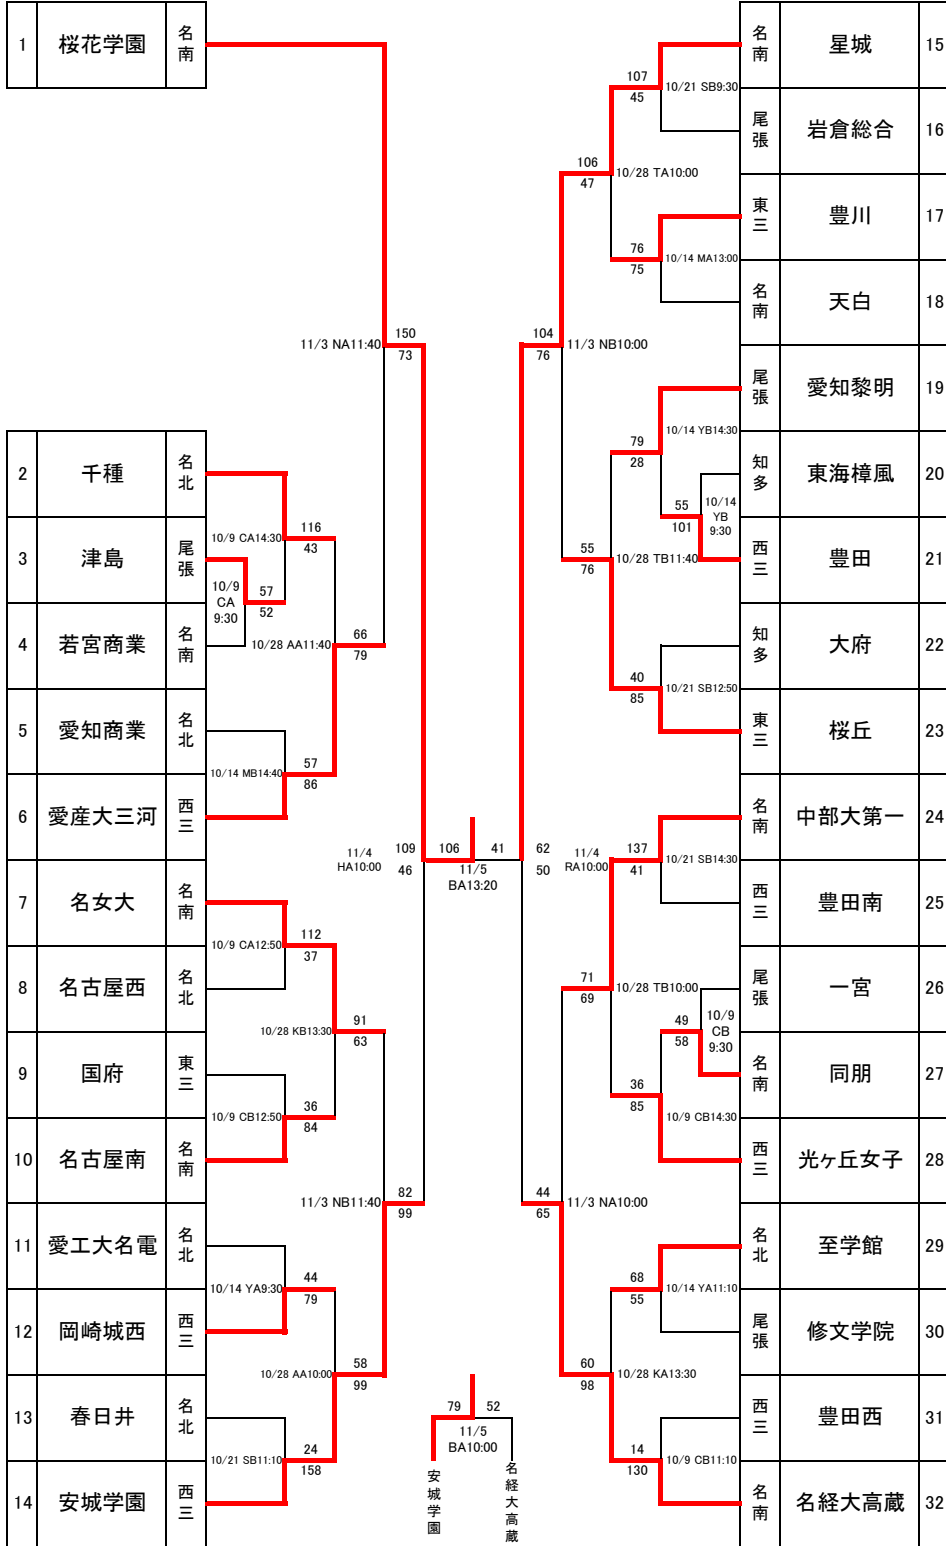 1 桜花学園 名南
2 千種 名北
3 津島 尾張
4 若宮商業 名南
5 愛知商業 名北
6 愛産大三河 西三
7 名女大 名南
8 名古屋西 名北
9 国府 東三
10 名古屋南 名南
11 愛工大名電 名北
12 岡崎城西 西三
13 春日井 名北
14 安城学園 西三
10/9 CA14:30
116
43
10/9
CA
9:30
57
52
10/28 AA11:40
66
79
10/14 MB14:40
57
86
11/3 NA11:40
150
73
10/9 CA12:50
112
37
10/28 KB13:30
91
63
10/9 CB12:50
36
84
11/3 NB11:40
82
99
10/14 YA9:30
44
79
10/28 AA10:00
58
99
10/21 SB11:10
24
158
11/4
HA10:00
109
46
106 41
11/5
BA13:20
62
50
11/4
RA10:00
79 52
11/5
BA10:00
安城学園
名経大高蔵
107
45
10/21 SB9:30
106
47
10/28 TA10:00
76
75
10/14 MA13:00
104
76
11/3 NB10:00
10/14 YB14:30
79
28
55
101
10/14
YB
9:30
55
76
10/28 TB11:40
40
85
10/21 SB12:50
137
41
10/21 SB14:30
71
69
10/28 TB10:00
49
58
10/9
CB
9:30
36
85
10/9 CB14:30
44
65
11/3 NA10:00
68
55
10/14 YA11:10
60
98
10/28 KA13:30
14
130
10/9 CB11:10
名南 星城 15
尾張 岩倉総合 16
東三 豊川 17
名南 天白 18
尾張 愛知黎明 19
知多 東海樟風 20
西三 豊田 21
知多 大府 22
東三 桜丘 23
名南 中部大第一 24
西三 豊田南 25
尾張 一宮 26
名南 同朋 27
西三 光ヶ丘女子 28
名北 至学館 29
尾張 修文学院 30
西三 豊田西 31
名南 名経大高蔵 32